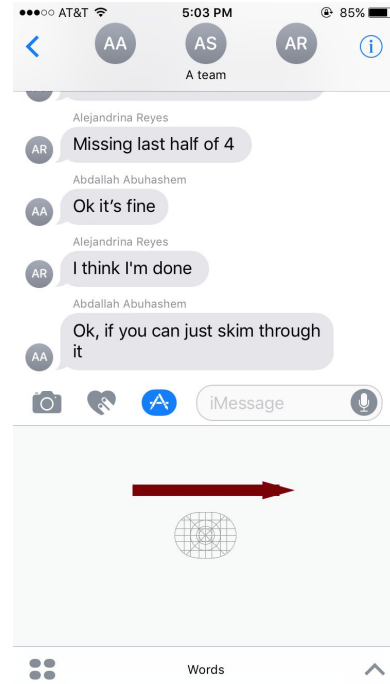 AT&T 5:03 PM 85%
AA AS AR
A team
Alejandrina Reyes
AR Missing last half of 4
Abdallah Abuhashem
AA Ok it’s fine
Alejandrina Reyes
AR I think I'm done
Abdallah Abuhashem
Ok, if you can just skim through
AA it
iMessage
Words